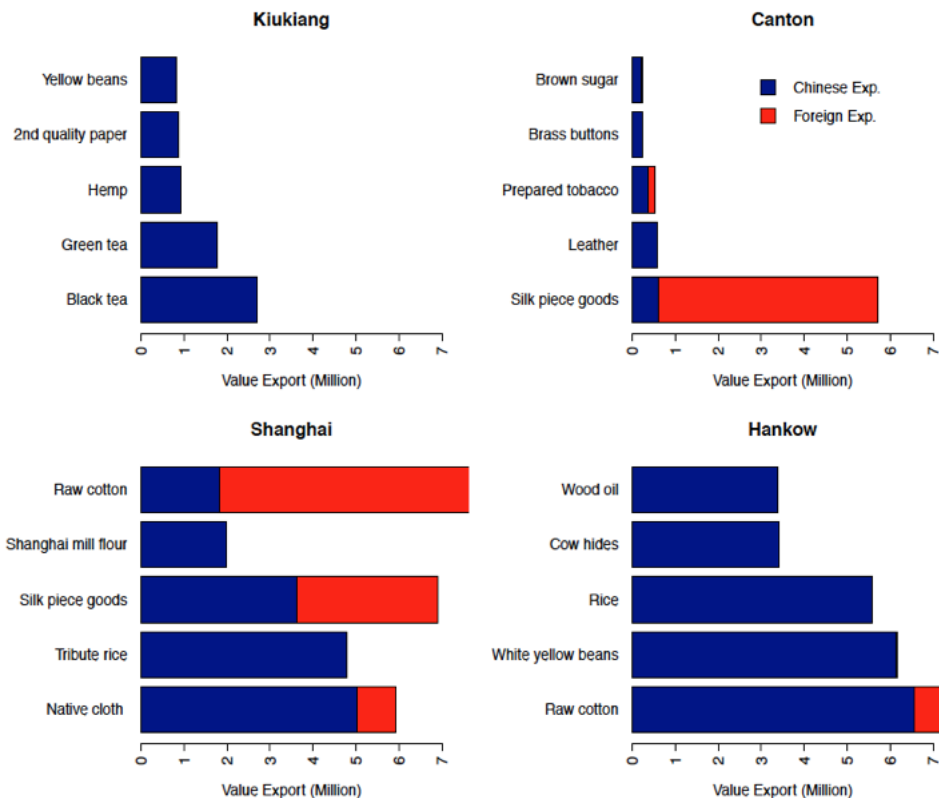 Kiukiang
Yellow beans
2nd quality paper
Hemp
Green tea
Black tea
0 1 2 3 4 5 6 7
Value Export (Million)
Canton
Brown sugar
Brass buttons
Prepared tobacco
Leather
Silk piece goods
Chinese Exp.
Foreign Exp.
0 1 2 3 4 5 6 7
Value Export (Million)
Shanghai
Raw cotton
Shanghai mill flour
Silk piece goods
Tribute rice
Native cloth
0 1 2 3 4 5 6 7
Value Export (Million)
Hankow
Wood oil
Cow hides
Rice
White yellow beans
Raw cotton
0 1 2 3 4 5 6 7
Value Export (Million)